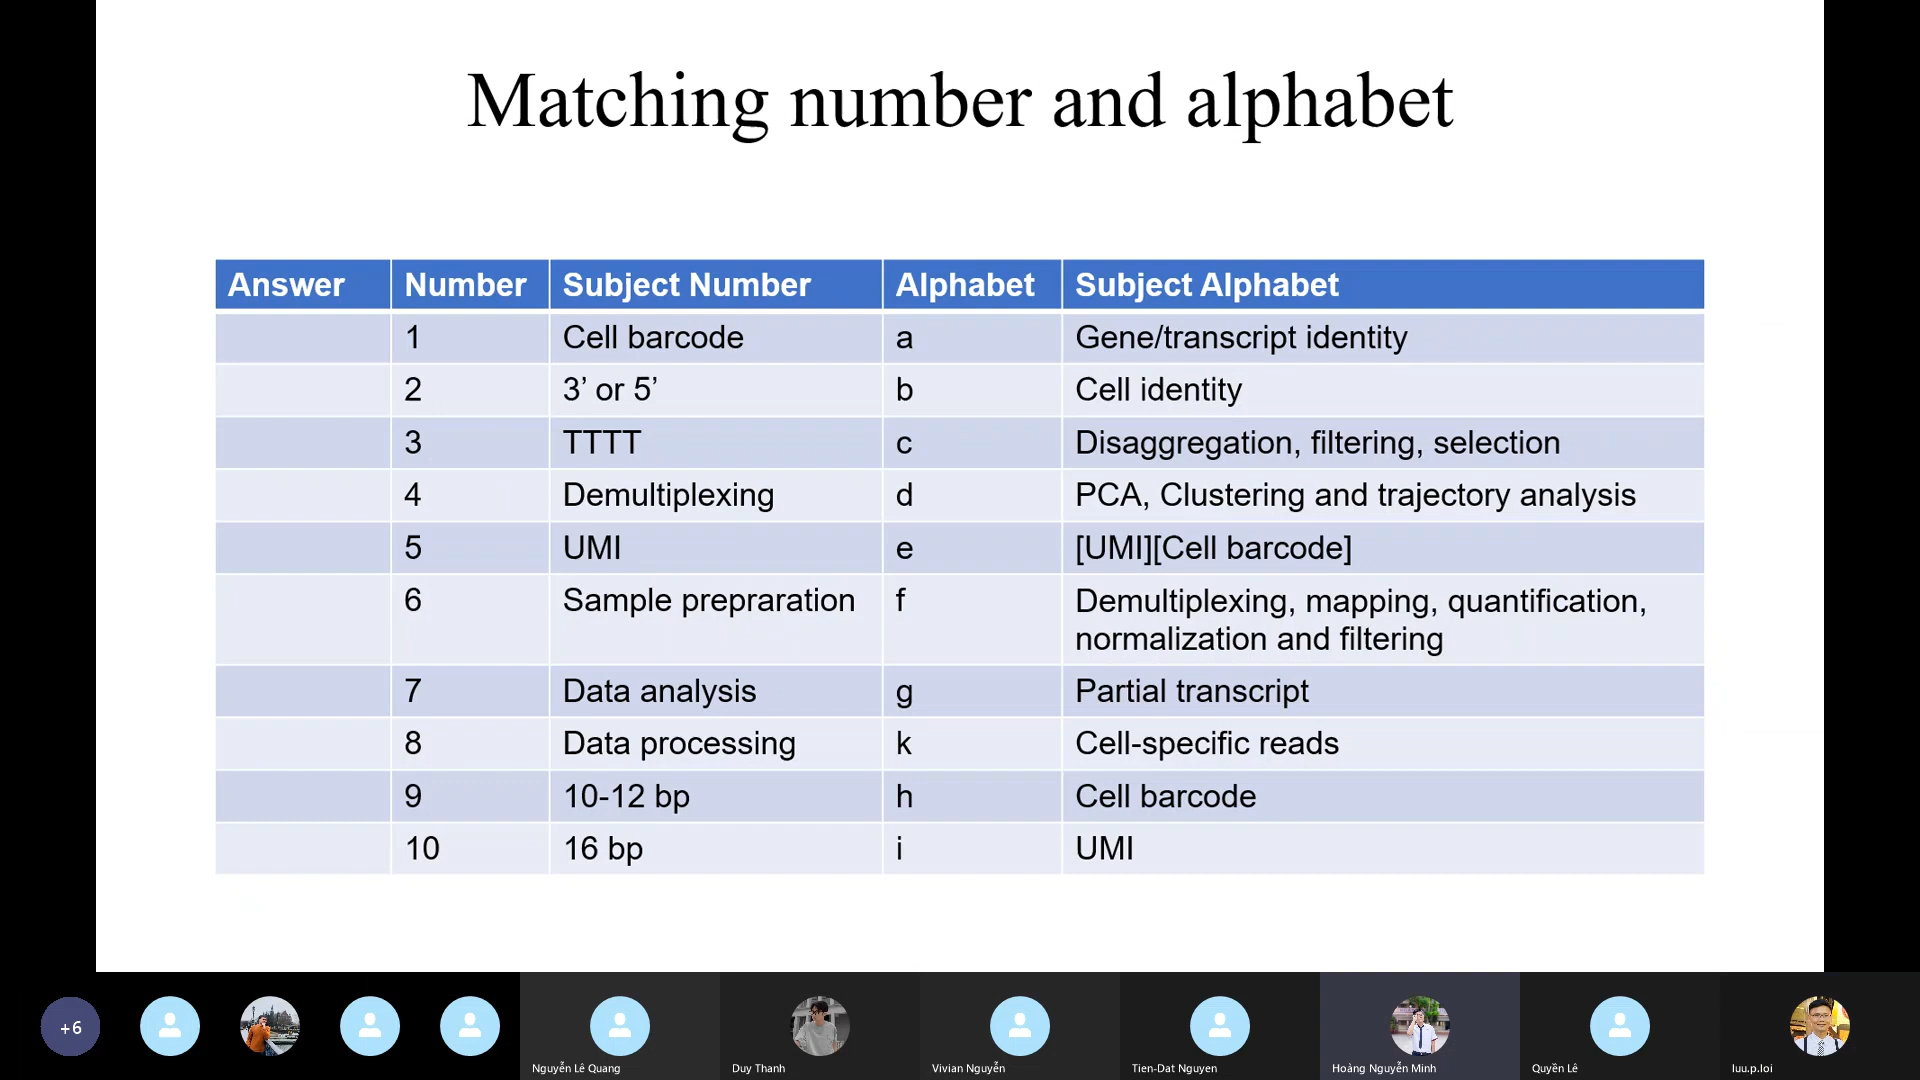 Matching number and alphabet
Answer Number Subject Number Alphabet Subject Alphabet
1 Cell barcode a Gene/transcript identity
2 3’ or 5’ b Cell identity
3 TTTT c Disaggregation, filtering, selection
4 Demultiplexing d PCA, Clustering and trajectory analysis
5 UMI e [UMI][Cell barcode]
6 Sample prepraration f Demultiplexing, mapping, quantification,
normalization and filtering
7 Data analysis g Partial transcript
8 Data processing k Cell-specific reads
9 10-12 bp h Cell barcode
10 16 bp i UMI
+6
Nguyễn Lê Quang Duy Thanh Vivian Nguyễn Tien-Dat Nguyen Hoàng Nguyễn Minh Quyền Lê luu.p.loi